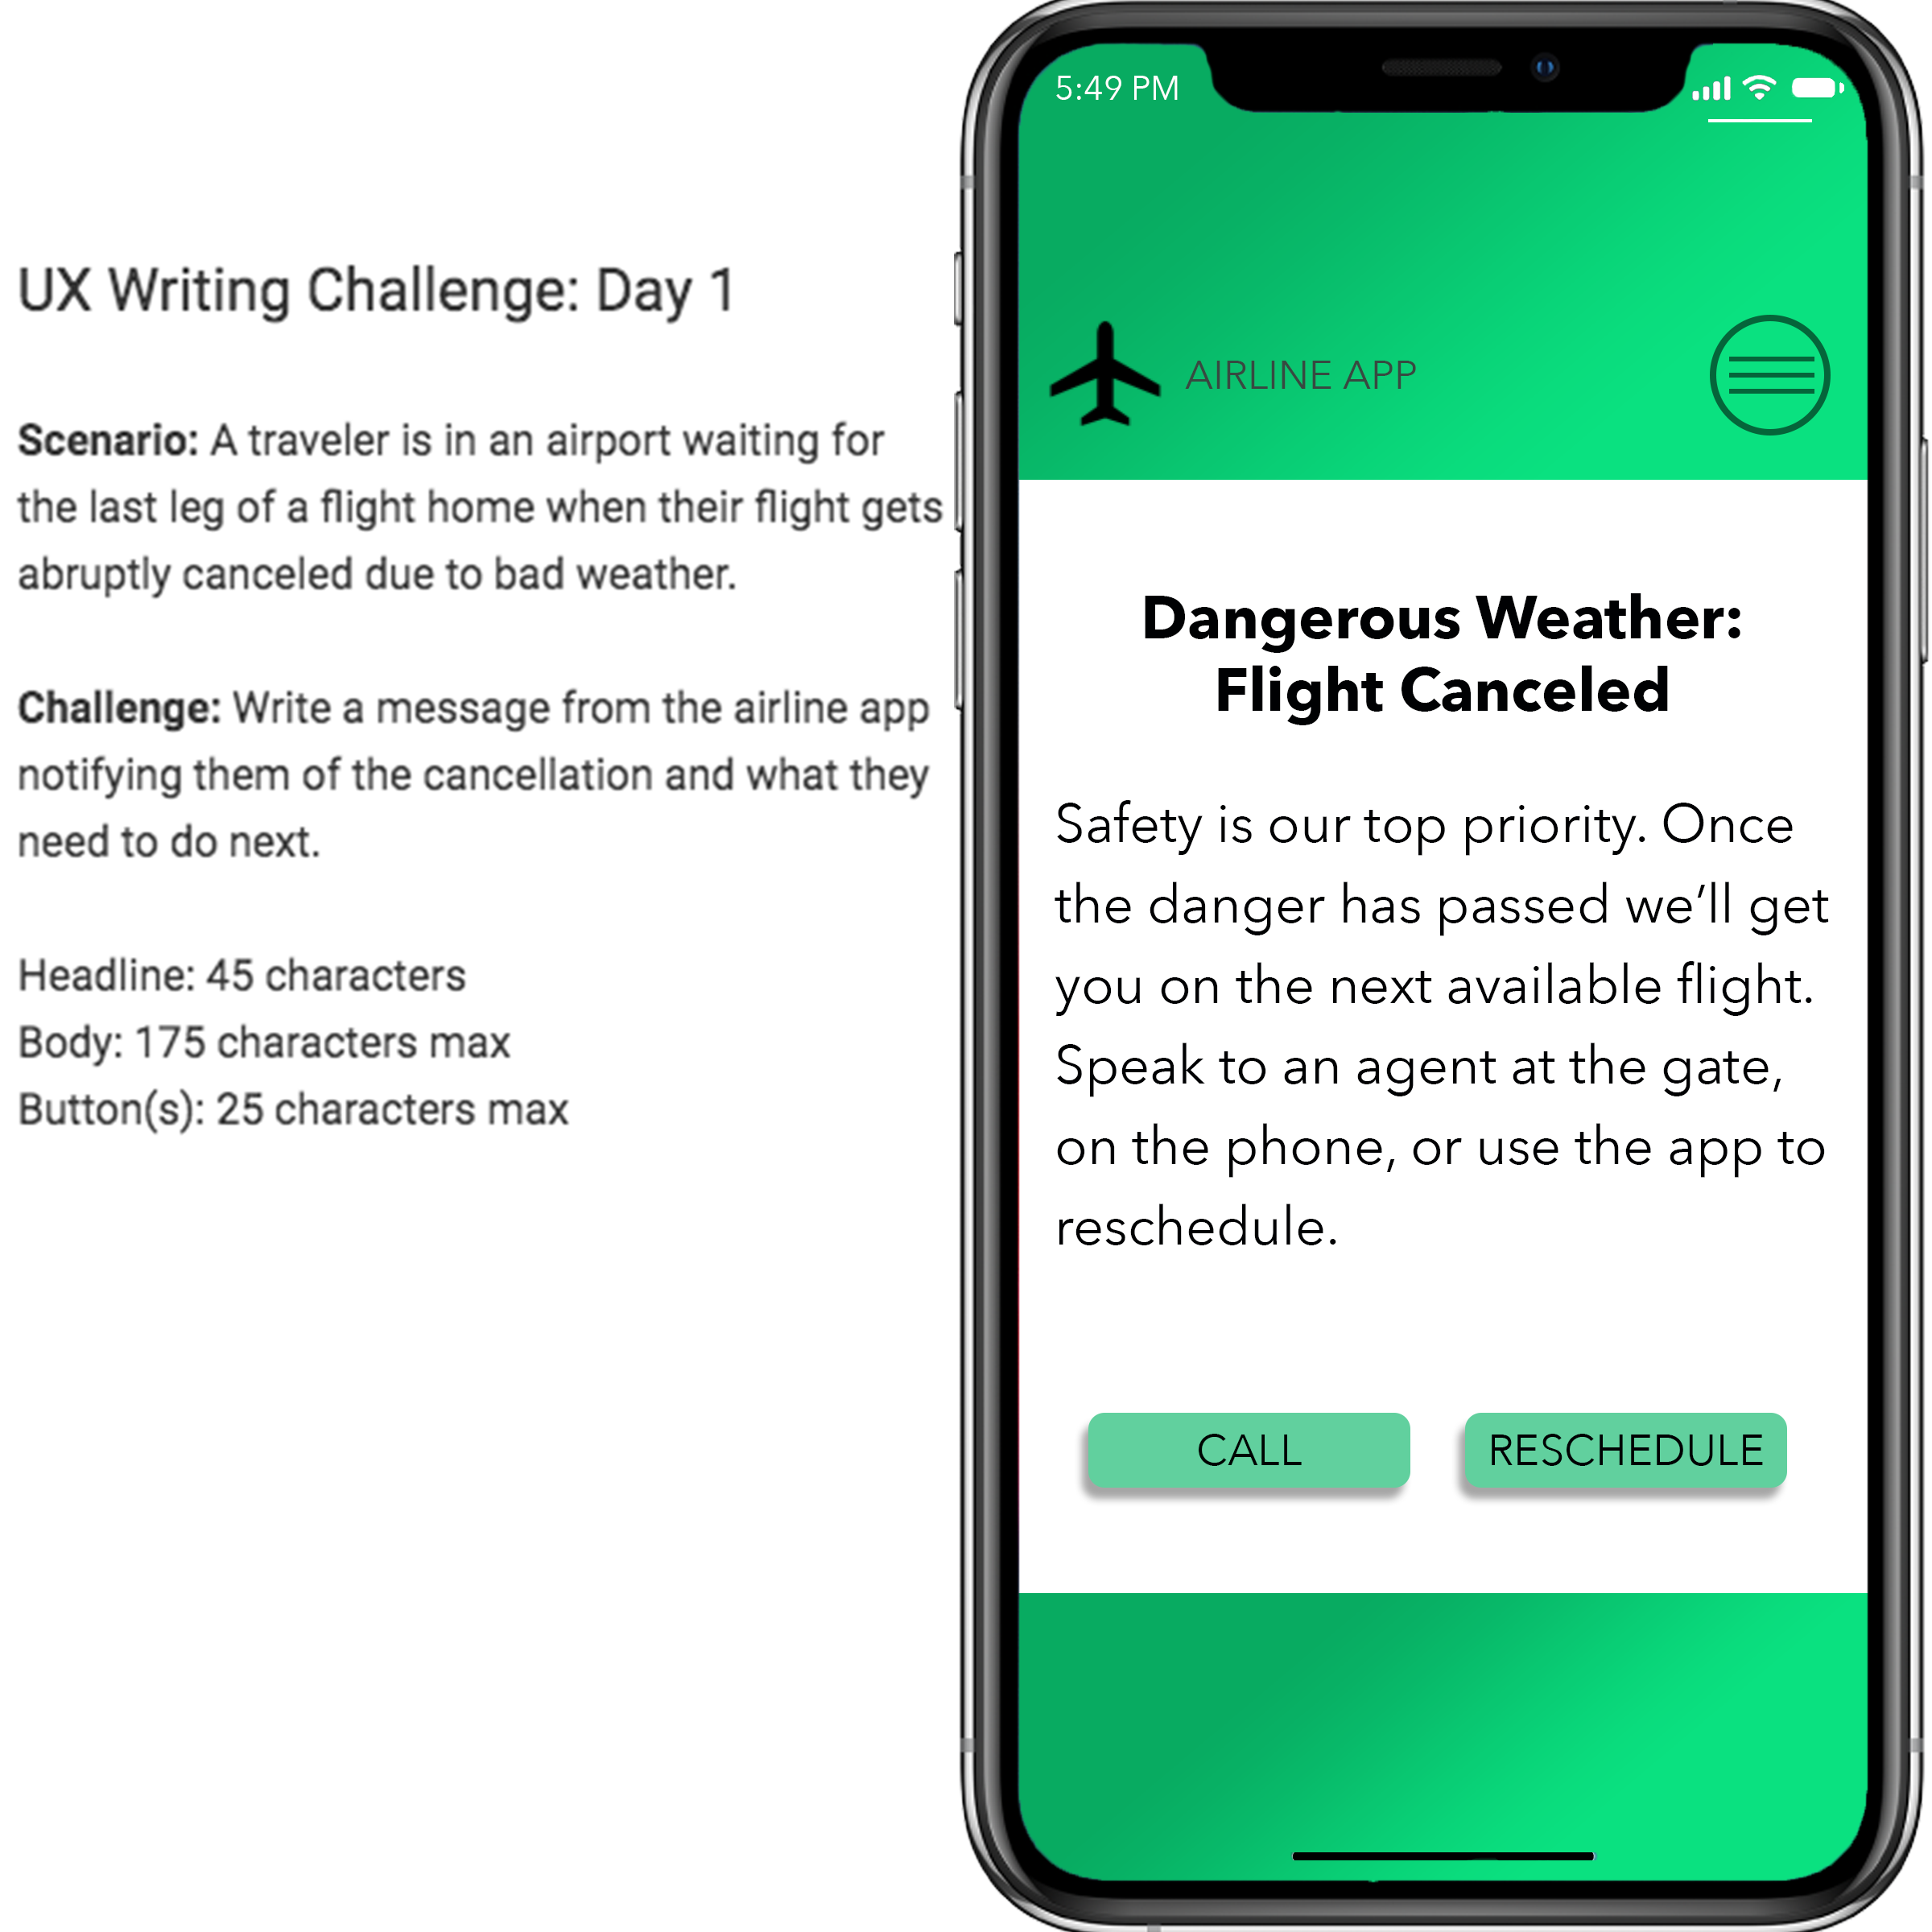 UX Writing Challenge: Day 1
Scenario: A traveler is in an airport waiting for
the last leg of a flight home when their flight gets
abruptly canceled due to bad weather.
Challenge: Write a message from the airline app
notifying them of the cancellation and what they
need to do next.
Headline: 45 characters
Body: 175 characters max
Button(s): 25 characters max
5:49 PM
AIRLINE APP
Dangerous Weather:
Flight Canceled
Safety is our top priority. Once
the danger has passed we’ll get
you on the next available flight.
Speak to an agent at the gate,
on the phone, or use the app to
reschedule.
CALL
RESCHEDULE